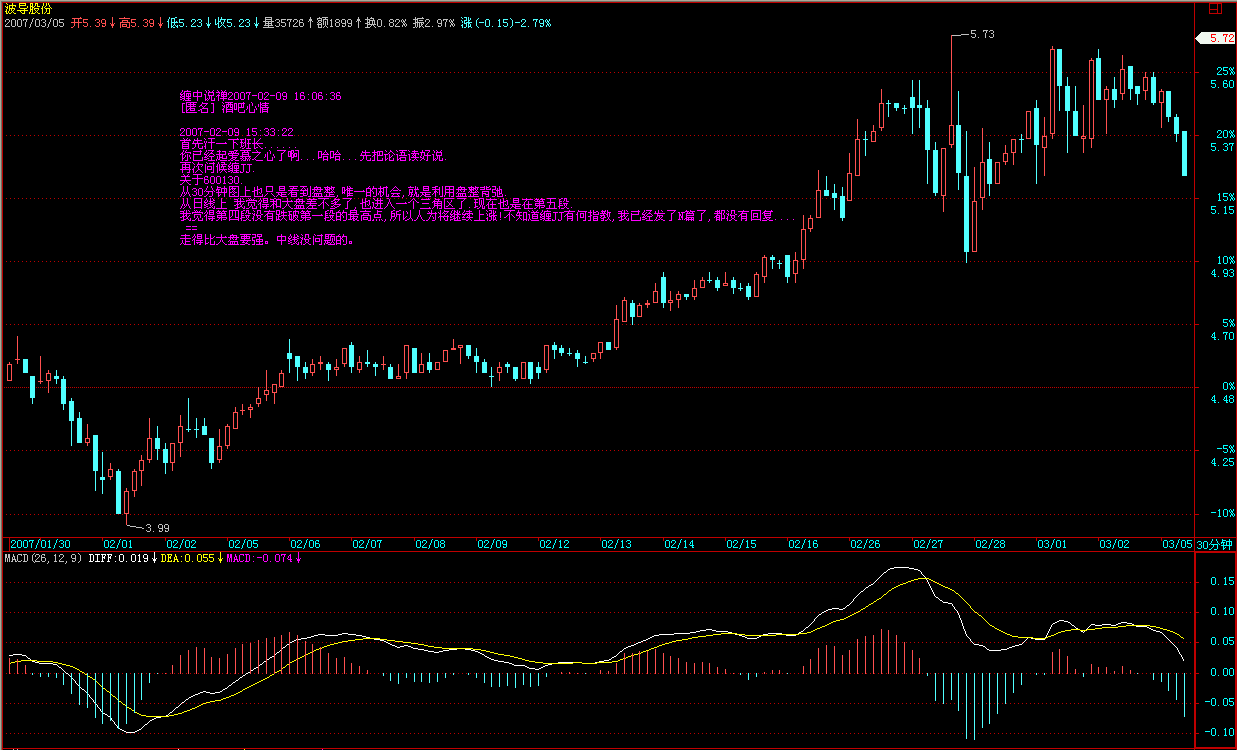 波导股份
2007/03/05 开5.39↓高5.39↓低5.23↓收5.23↓量35726↑额1899↑换0.82% 振2.97% 涨(-0.15)-2.79%
5.73
5.72
25%
5.60
缠中说禅2007-02-09 16:06:36
[匿名] 酒吧心情
2007-02-09 15:33:22
首先汗一下班长......
20%
你已经起爱慕之心了啊...哈哈...先把论语读好说.
5.37
再次问候缠打.
关于600130.
从30分钟图上也只是看到盘整,唯一的机会,就是利用盘整背弛.
15%
从日线上 我觉得和大盘差不多了,也进入一个三角区了,现在也是在第五段.
5.15
我觉得第四段没有跌破第一段的最高点,所以人为将继续上涨!不知道缠打有何指教,我已经发了N篇了,都没有回复....
==
走得比大盘要强。中线没问题的。
10%
4.93
5%
4.70
0%
4.48
-5%
4.25
-10%
3.99
2007/01/30 02/01 02/02 02/05 02/06 02/07 02/08 02/09 02/12 02/13 02/14 02/15 02/16 02/26 02/27 02/28 03/01 03/02 03/05 30分钟
MACD(26,12,9) DIFF:0.019↓DEA:0.055↓MACD:-0.074↓
0.15
0.10
0.05
0.00
-0.05
-0.10